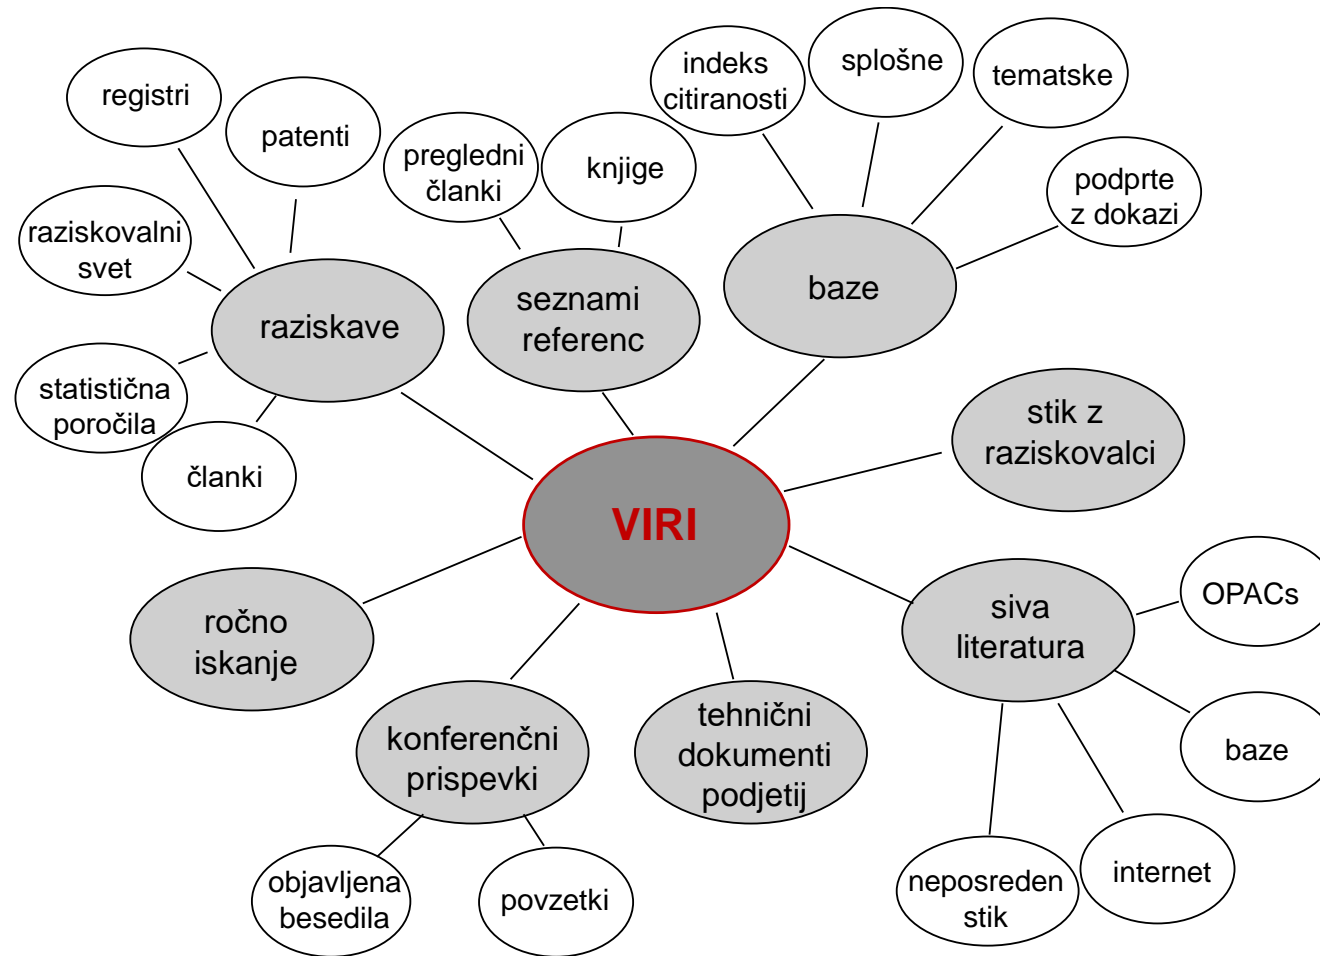 registri
patenti
raziskovalni
svet
raziskave
statistična
poročila
članki
pregledni
članki
knjige
seznami
referenc
indeks
citiranosti
splošne
tematske
podprte
z dokazi
baze
stik z
raziskovalci
VIRI
ročno
iskanje
konferenčni
prispevki
objavljena
besedila
povzetki
tehnični
dokumenti
podjetij
siva
literatura
OPACs
baze
internet
neposreden
stik